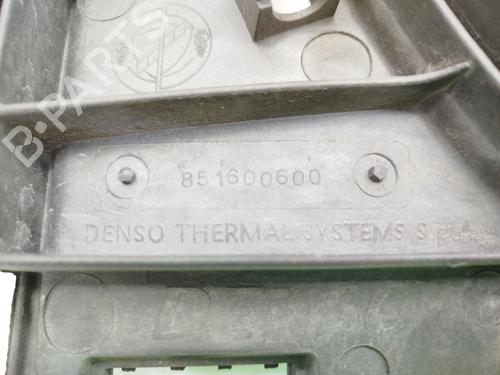 B-PARTS
851600600
DENSO THERMAL SYSTEMS S.P.A